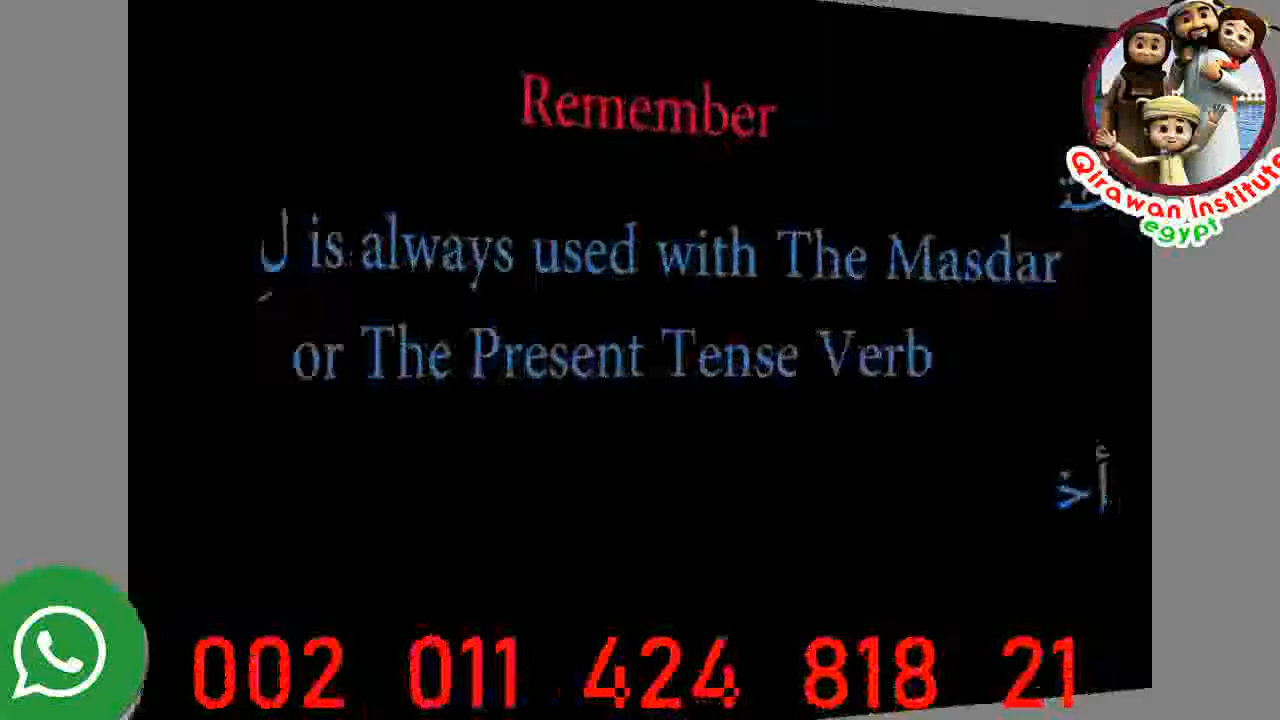 Remember
Qirawan Institute
egypt
لِ is always used with The Masdar
or The Present Tense Verb
002 011 424 818 21